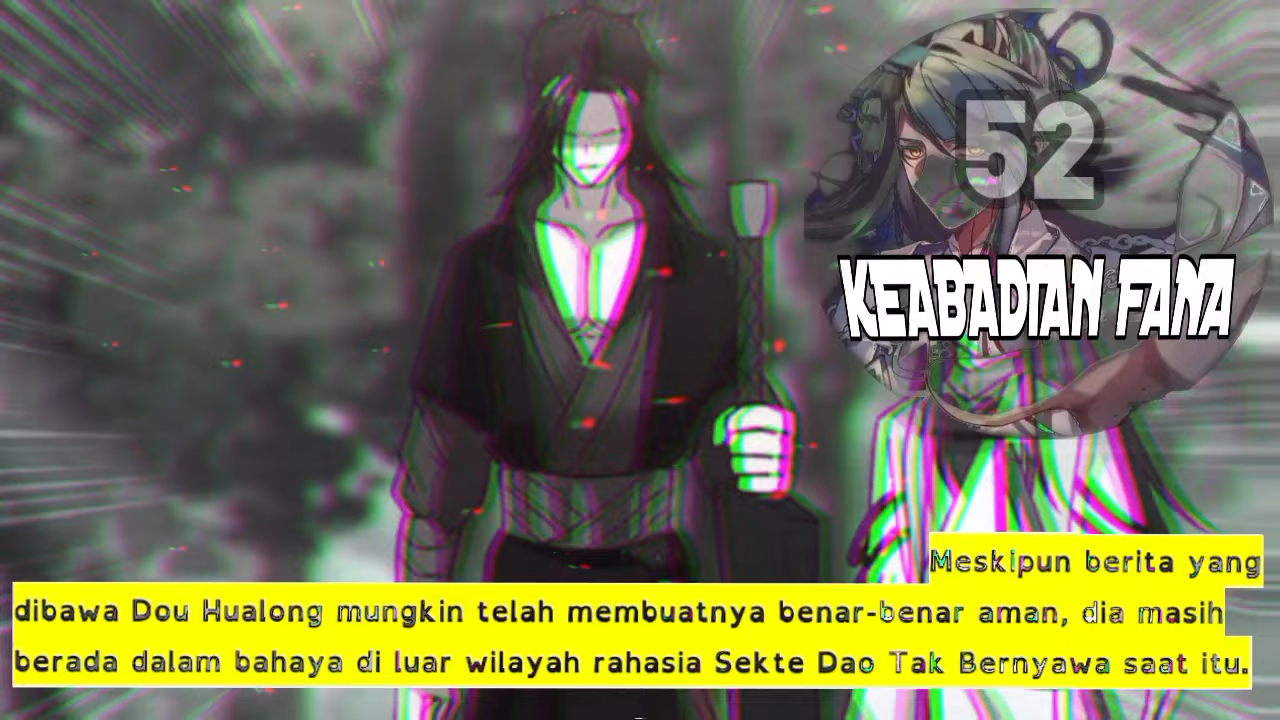 52
KEABADIAN FANA
Meskipun berita yang
dibawa Dou Hualong mungkin telah membuatnya benar-benar aman, dia masih
berada dalam bahaya di luar wilayah rahasia Sekte Dao Tak Bernyawa saat itu.